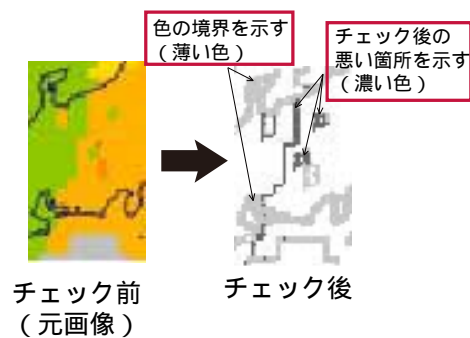 色の境界を示す
（薄い色）
チェック後の
悪い箇所を示す
（濃い色）
チェック前
（元画像）
チェック後